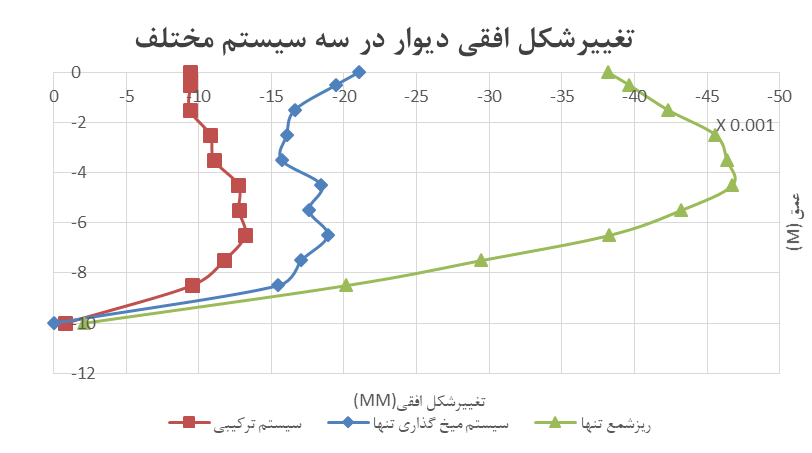 تغییرشکل افقی دیوار در سه سیستم مختلف
0
0 -5 -10 -15 -20 -25 -30 -35 -40 -45 -50
X 0.001
-2
-4
-6
-8
-10
-12
عمق (M)
تغییرشکل افقی(MM)
سیستم ترکیبی سیستم میخ گذاری تنها ریزشمع تنها